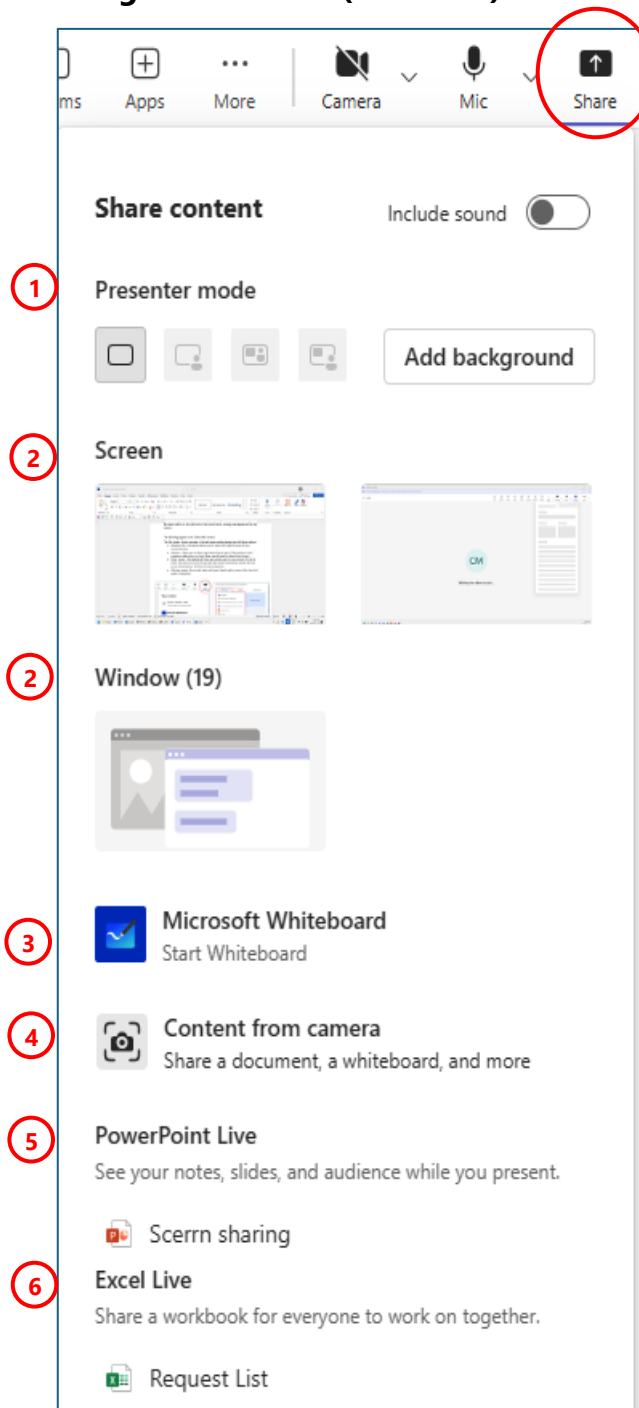 ms
Apps
More
Camera
Mic
Share
Share content
Include sound
1
Presenter mode
Add background
2
Screen
CM
2
Window (19)
3
Microsoft Whiteboard
Start Whiteboard
4
Content from camera
Share a document, a whiteboard, and more
5
PowerPoint Live
See your notes, slides, and audience while you present.
Scerrn sharing
6
Excel Live
Share a workbook for everyone to work on together.
Request List